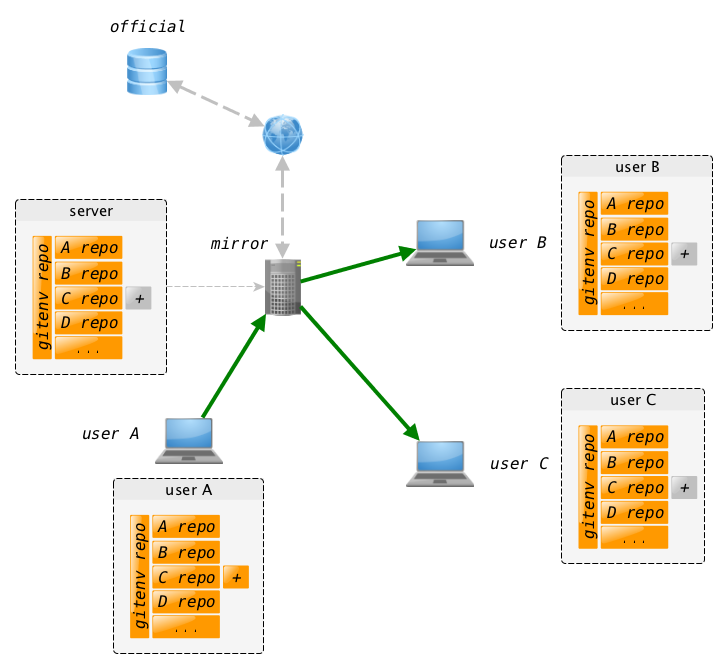 official
user B
A repo
B repo
C repo +
D repo
...
gitenv repo
server
A repo
B repo
C repo +
D repo
...
gitenv repo
mirror
user B
user A
user C
user C
A repo
B repo
C repo +
D repo
...
gitenv repo
user A
A repo
B repo
C repo +
D repo
...
gitenv repo